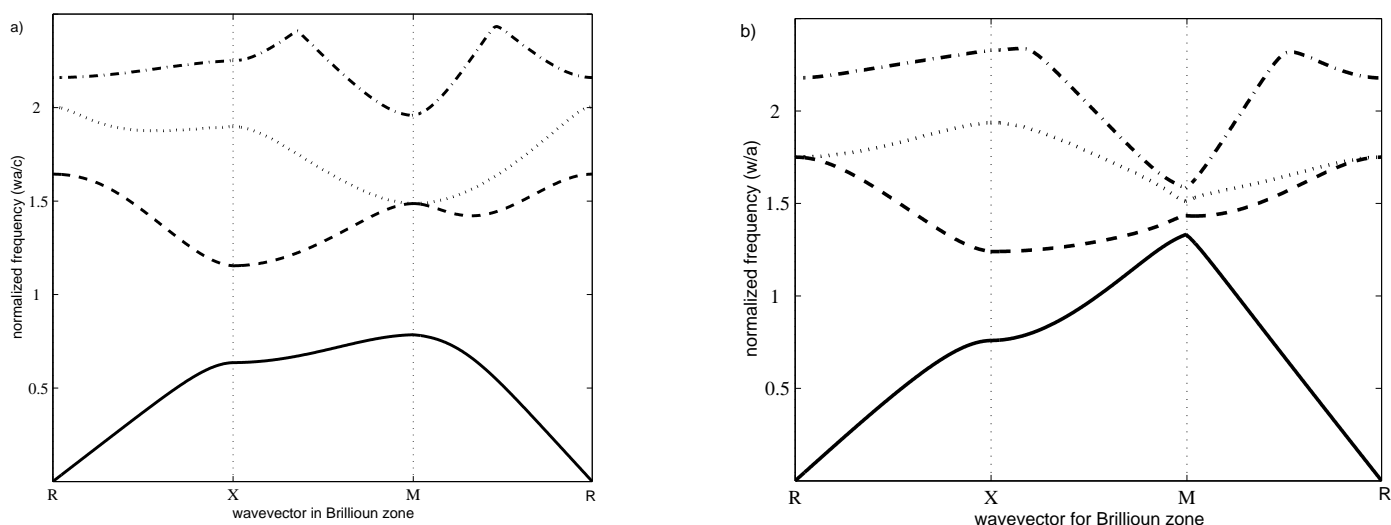 a)
normalized frequency (wa/c)
2
1.5
1
0.5
R X M R
wavevector in Brillioun zone
b)
normalized frequency (w/a)
2
1.5
1
0.5
R X M R
wavevector for Brillioun zone